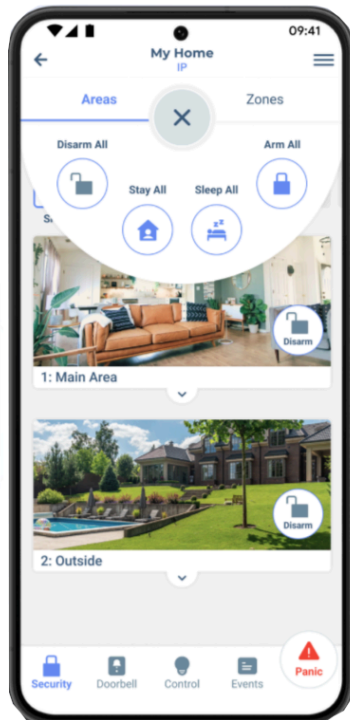 09:41
My Home
IP
Areas
Zones
Disarm All
Arm All
Stay All
Sleep All
Disarm
1: Main Area
Disarm
2: Outside
Security
Doorbell
Control
Events
Panic